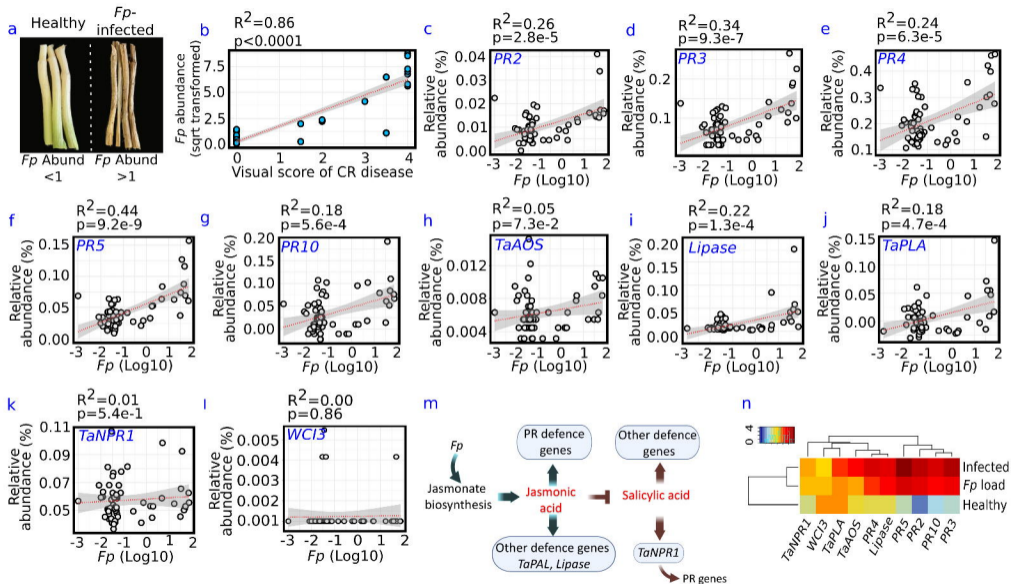 a
Healthy
Fp-
infected
Fp Abund
<1
Fp Abund
>1
b
R²=0.86
p<0.0001
Fp abundance
(sqrt transformed)
7.5
5.0
2.5
0.0
0 1 2 3 4
Visual score of CR disease
c
R²=0.26
p=2.8e-5
PR2
Relative
abundance (%)
0.04
0.03
0.02
0.01
0.00
-3 -2 -1 0 1 2
Fp (Log10)
d
R²=0.34
p=9.3e-7
PR3
Relative
abundance (%)
0.2
0.1
-3 -2 -1 0 1 2
Fp (Log10)
e
R²=0.24
p=6.3e-5
PR4
Relative
abundance (%)
0.4
0.3
0.2
0.1
-3 -2 -1 0 1 2
Fp (Log10)
f
R²=0.44
p=9.2e-9
PR5
Relative
abundance (%)
0.15
0.10
0.05
0.00
-3 -2 -1 0 1 2
Fp (Log10)
g
R²=0.18
p=5.6e-4
PR10
Relative
abundance (%)
0.20
0.15
0.10
0.05
0.00
-3 -2 -1 0 1 2
Fp (Log10)
h
R²=0.05
p=7.3e-2
TaAOS
Relative
abundance (%)
0.012
0.008
0.004
-3 -2 -1 0 1 2
Fp (Log10)
i
R²=0.22
p=1.3e-4
Lipase
Relative
abundance (%)
0.20
0.15
0.10
0.05
0.00
-3 -2 -1 0 1 2
Fp (Log10)
j
R²=0.18
p=4.7e-4
TaPLA
Relative
abundance (%)
0.15
0.10
0.05
0.00
-3 -2 -1 0 1 2
Fp (Log10)
k
R²=0.01
p=5.4e-1
TaNPR1
Relative
abundance (%)
0.11
0.09
0.07
0.05
-3 -2 -1 0 1 2
Fp (Log10)
l
R²=0.00
p=0.86
WCI3
Relative
abundance (%)
0.005
0.004
0.003
0.002
0.001
-3 -2 -1 0 1 2
Fp (Log10)
m
Fp
Jasmonate
biosynthesis
PR defence
genes
Jasmonic
acid
Other defence genes
TaPAL, Lipase
Other defence
genes
Salicylic acid
TaNPR1
PR genes
n
0 4
Infected
Fp load
Healthy
TaNPR1
WCI3
TaPLA
TaAOS
PR4
Lipase
PR5
PR2
PR10
PR3